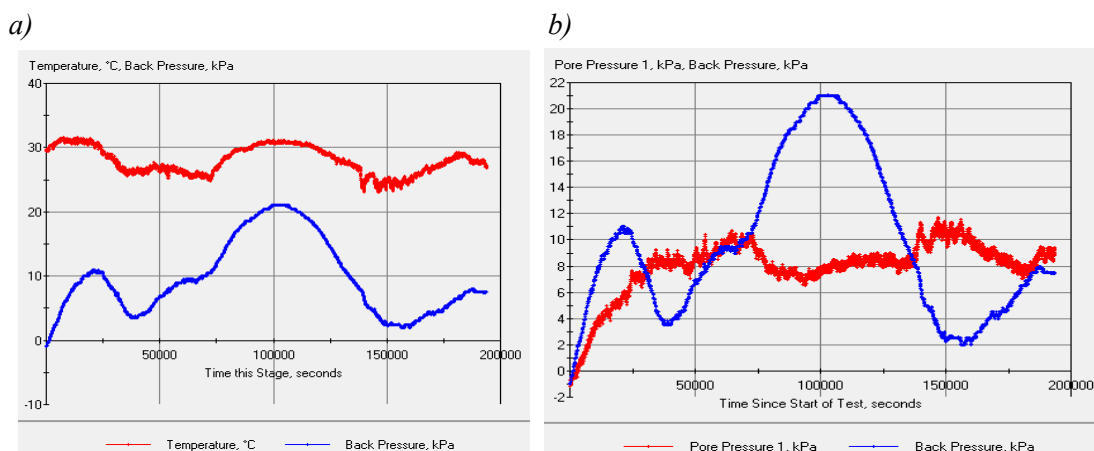 a)
Temperature, °C, Back Pressure, kPa
40
30
20
10
0
-10
50000 100000 150000 200000
Time this Stage, seconds
Temperature, °C Back Pressure, kPa
b)
Pore Pressure 1, kPa, Back Pressure, kPa
22
20
18
16
14
12
10
8
6
4
2
0
-2
50000 100000 150000 200000
Time Since Start of Test, seconds
Pore Pressure 1, kPa Back Pressure, kPa